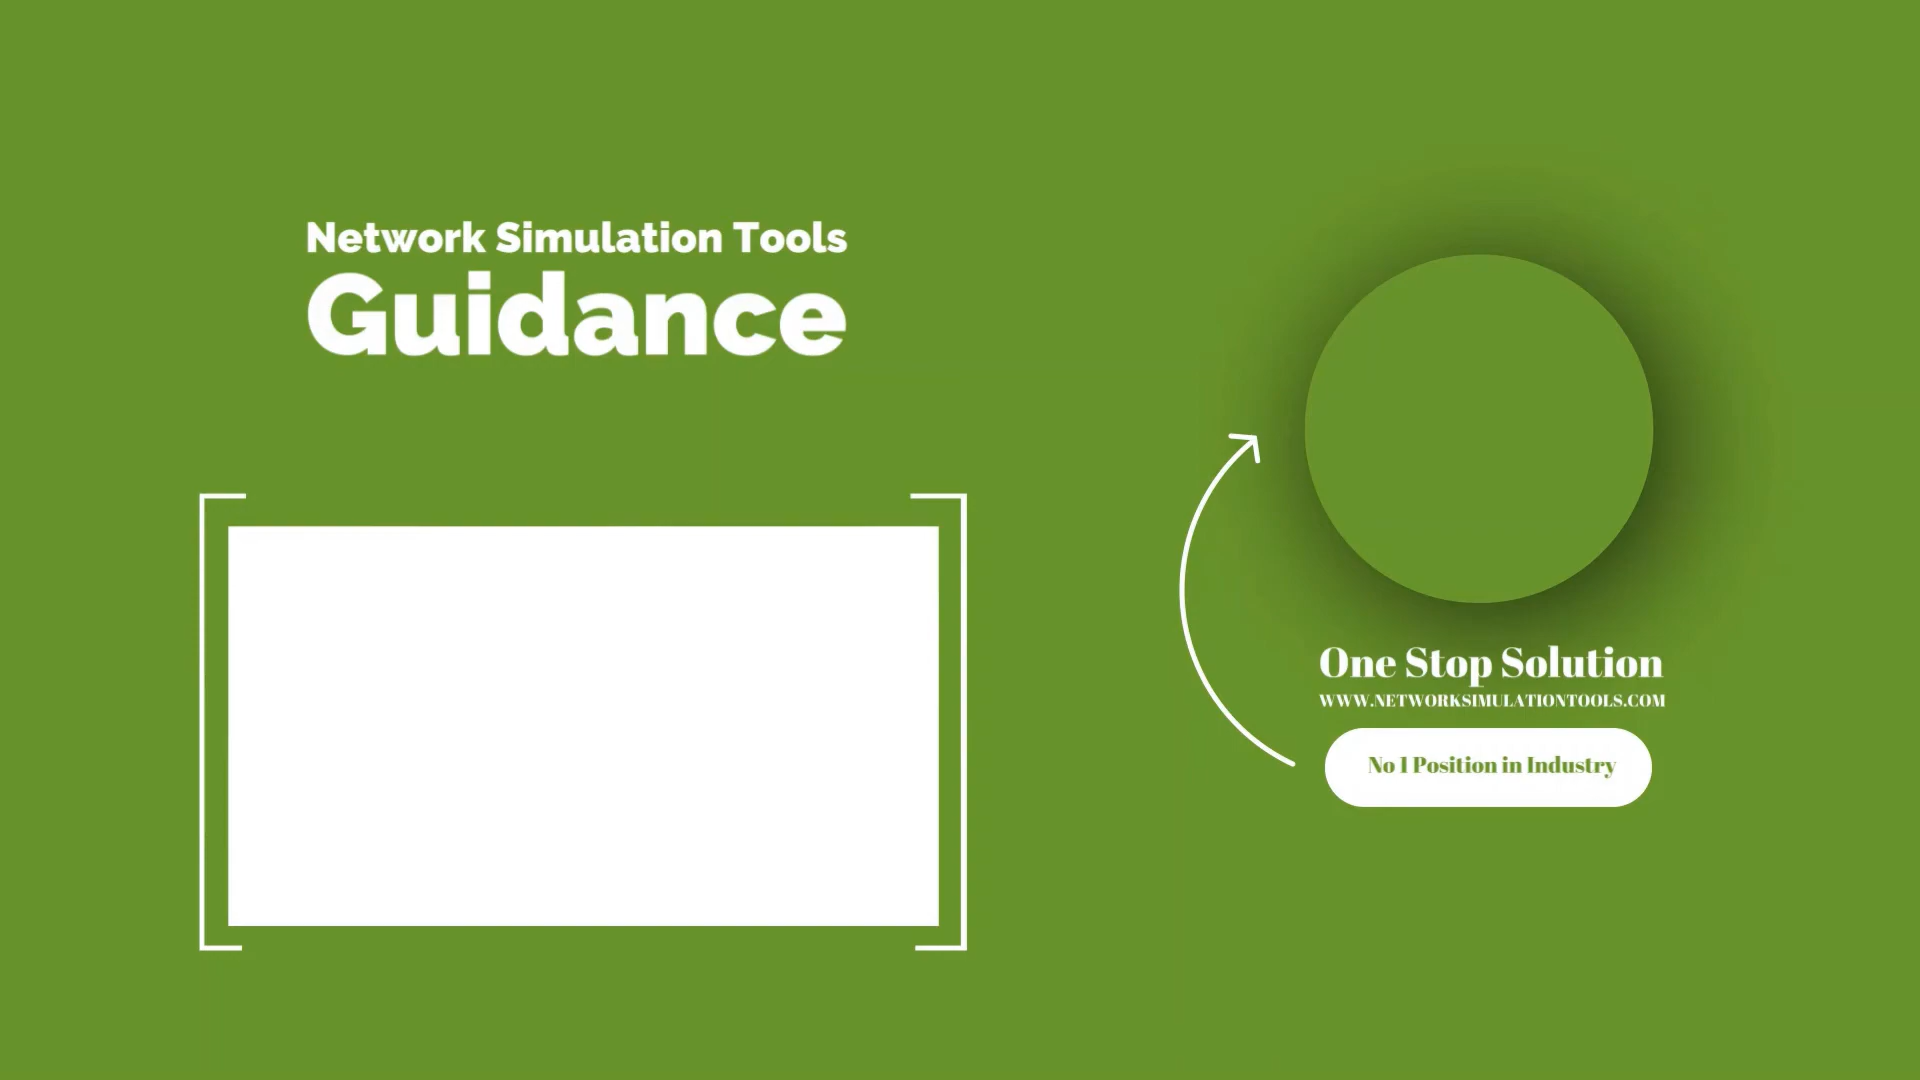 Network Simulation Tools
Guidance
One Stop Solution
WWW.NETWORKSIMULATIONTOOLS.COM
No 1 Position in Industry